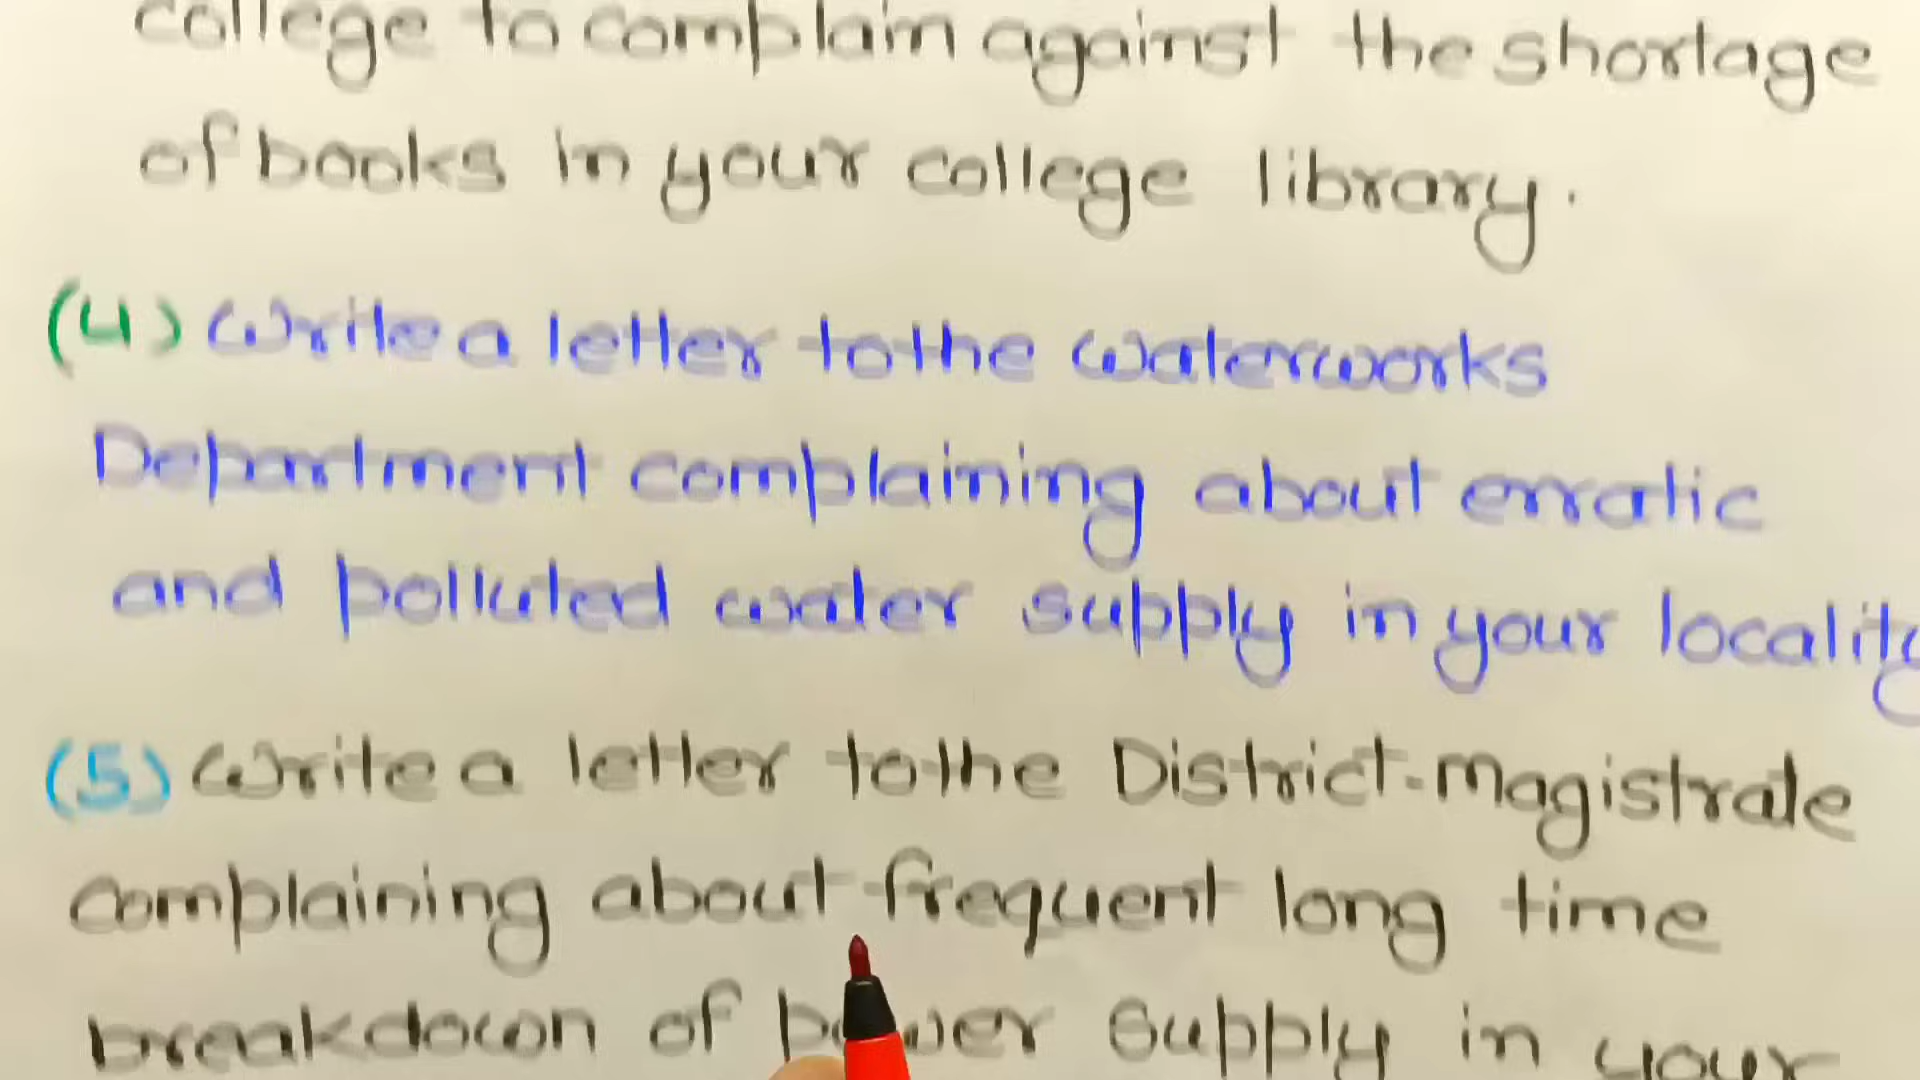 college to complain against the shortage
of books in your college library.
(4) Write a letter to the Waterworks
Department complaining about erratic
and polluted water supply in your locality
(5) Write a letter to the District-Magistrate
Complaining about frequent long time
breakdown of power supply in your